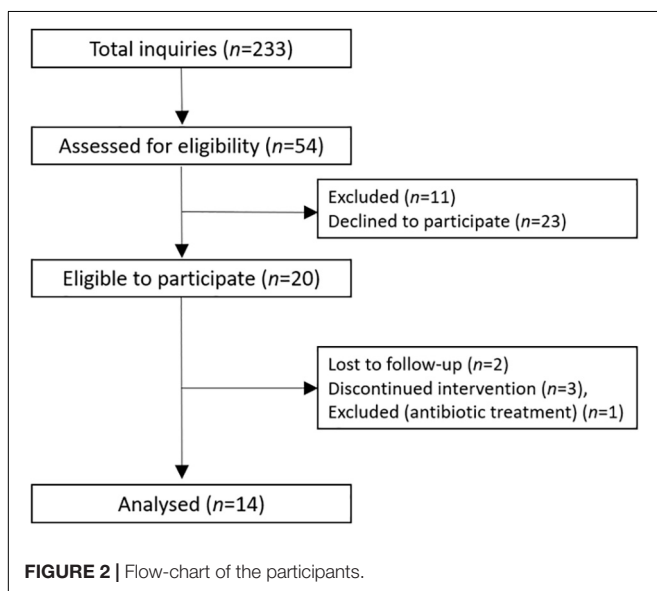 Total inquiries (n=233)
Assessed for eligibility (n=54)
Excluded (n=11)
Declined to participate (n=23)
Eligible to participate (n=20)
Lost to follow-up (n=2)
Discontinued intervention (n=3),
Excluded (antibiotic treatment) (n=1)
Analysed (n=14)
FIGURE 2 | Flow-chart of the participants.